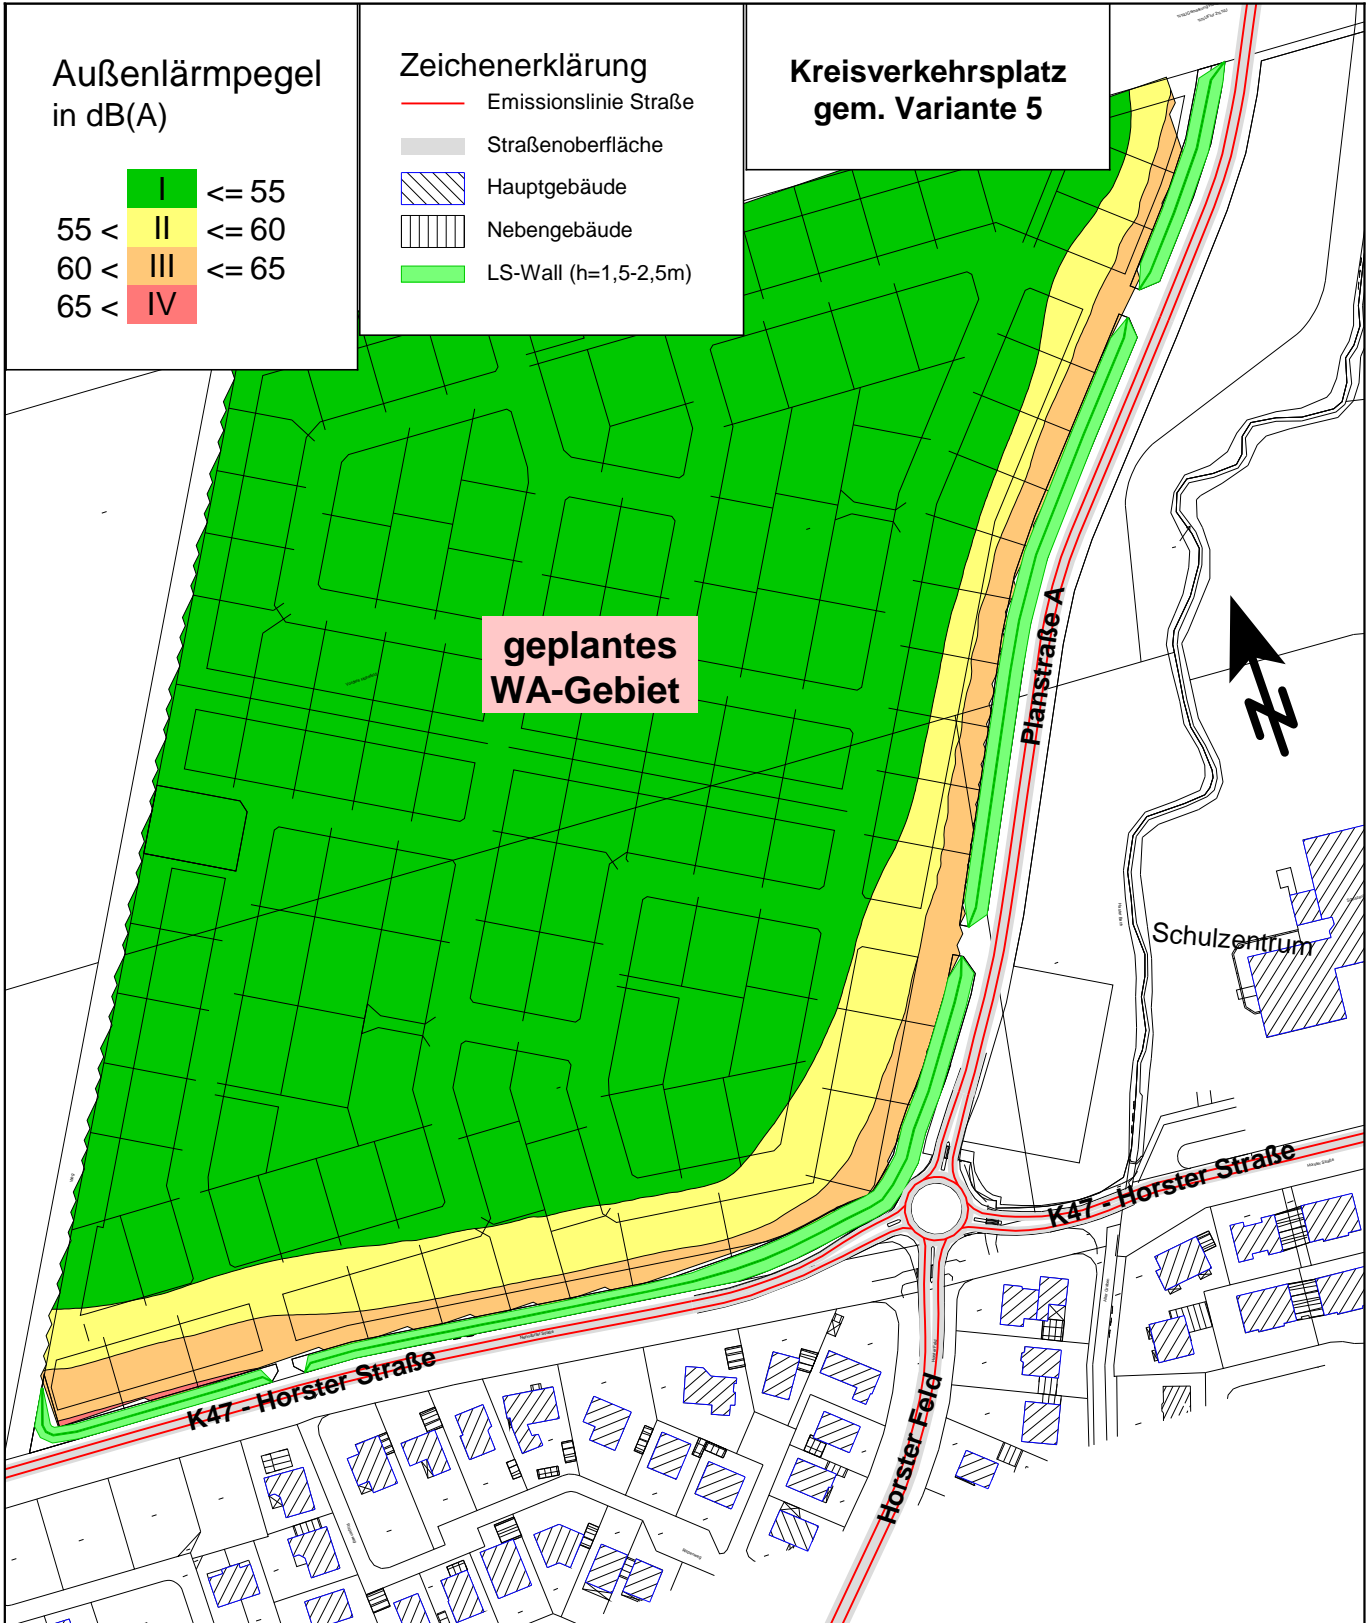 Außenlärmpegel
in dB(A)
I <= 55
55 < II <= 60
60 < III <= 65
65 < IV
Zeichenerklärung
Emissionslinie Straße
Straßenoberfläche
Hauptgebäude
Nebengebäude
LS-Wall (h=1,5-2,5m)
Kreisverkehrsplatz
gem. Variante 5
geplantes
WA-Gebiet
Planstraße A
Schulzentrum
K47 - Horster Straße
K47 - Horster Straße
Horster Feld